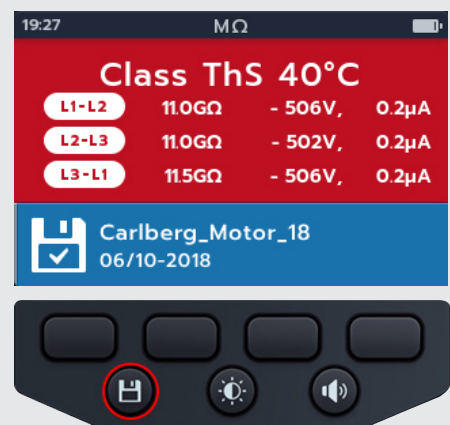 19:27 MΩ
Class ThS 40°C
L1-L2 11.0GΩ - 506V, 0.2µA
L2-L3 11.0GΩ - 502V, 0.2µA
L3-L1 11.5GΩ - 506V, 0.2µA
Carlberg_Motor_18
06/10-2018